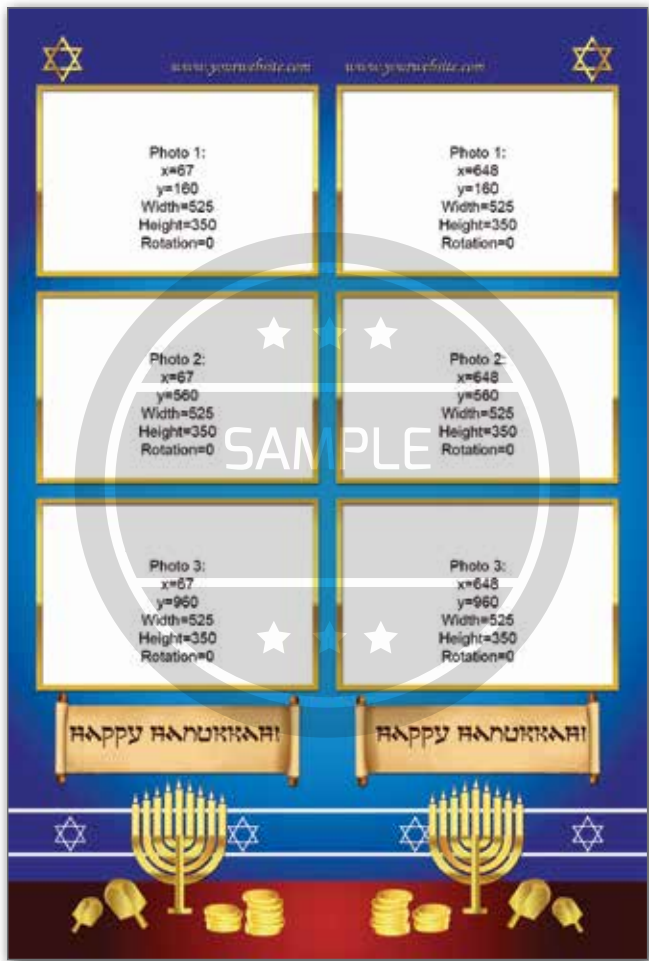 www.yourwebsite.com
www.yourwebsite.com
Photo 1:
x=67
y=160
Width=525
Height=350
Rotation=0
Photo 1:
x=648
y=160
Width=525
Height=350
Rotation=0
Photo 2:
x=67
y=560
Width=525
Height=350
Rotation=0
Photo 2:
x=648
y=560
Width=525
Height=350
Rotation=0
SAMPLE
Photo 3:
x=67
y=960
Width=525
Height=350
Rotation=0
Photo 3:
x=648
y=960
Width=525
Height=350
Rotation=0
HAPPY HANUKKAH!
HAPPY HANUKKAH!